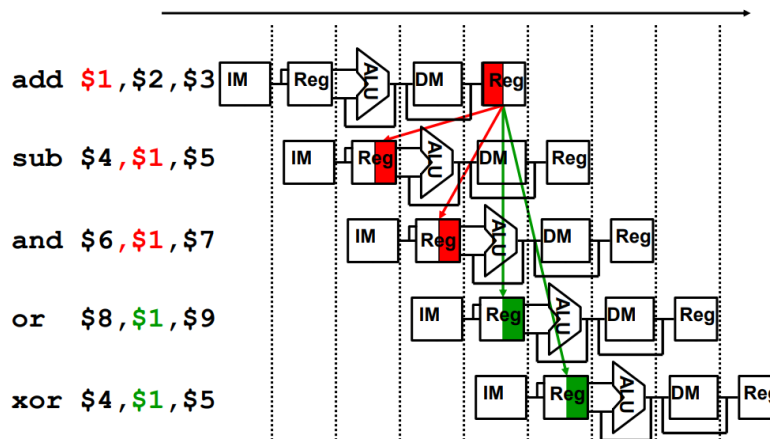 add $1,$2,$3 IM Reg ALU DM Reg
sub $4,$1,$5 IM Reg ALU DM Reg
and $6,$1,$7 IM Reg ALU DM Reg
or $8,$1,$9 IM Reg ALU DM Reg
xor $4,$1,$5 IM Reg ALU DM Reg